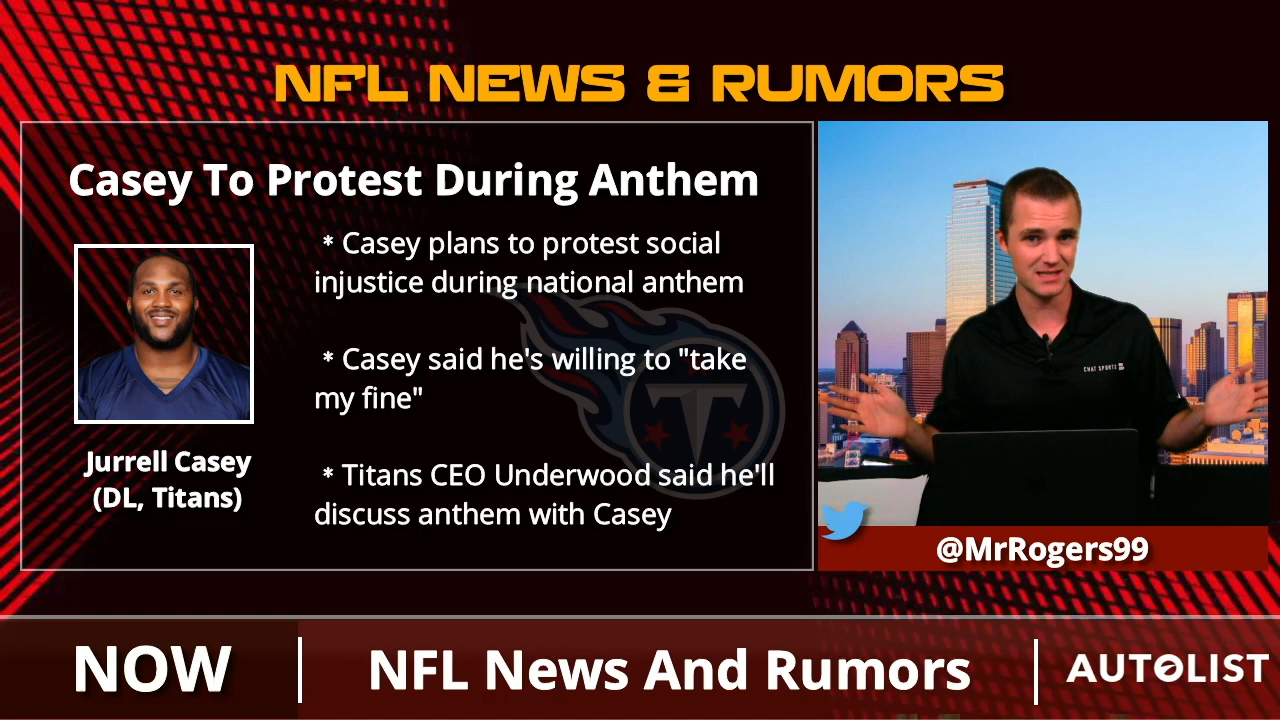 NFL NEWS & RUMORS
Casey To Protest During Anthem
* Casey plans to protest social
injustice during national anthem
* Casey said he's willing to "take
my fine"
* Titans CEO Underwood said he'll
discuss anthem with Casey
Jurrell Casey
(DL, Titans)
T
CHAT SPORTS
@MrRogers99
NOW
NFL News And Rumors
AUTOLIST